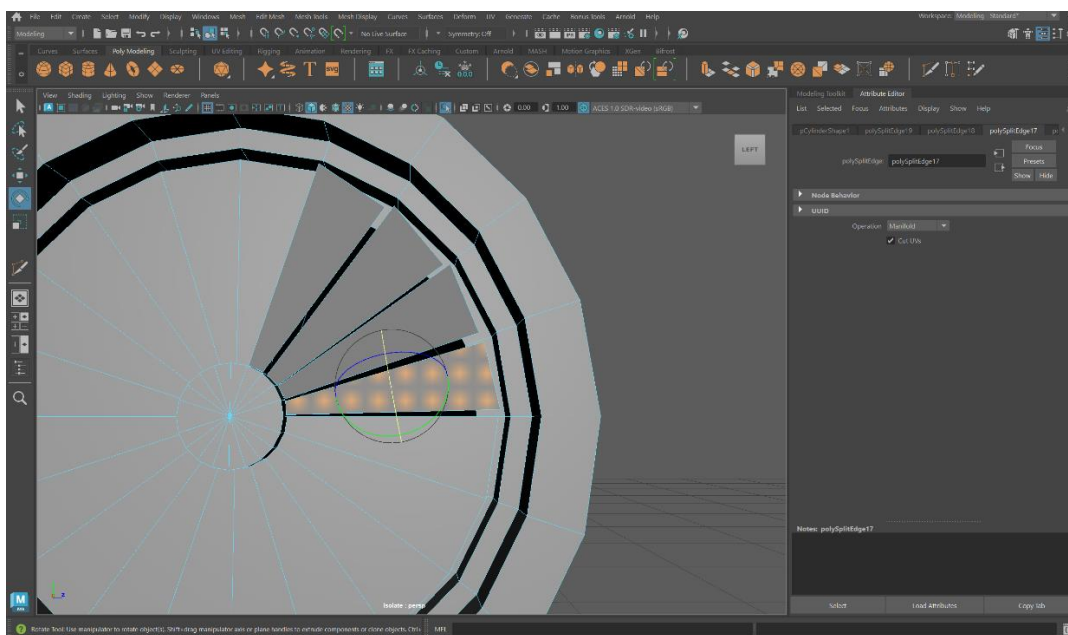 File Edit Create Select Modify Display Windows Mesh Edit Mesh Mesh Tools Mesh Display Curves Surfaces Deform UV Generate Cache Bonus Tools Arnold Help
Workspace: Modeling - Standard*
Modeling
No Live Surface
Symmetry: Off
Curves Surfaces Poly Modeling Sculpting UV Editing Rigging Animation Rendering FX FX Caching Custom Arnold MASH Motion Graphics XGen Bifrost
View Shading Lighting Show Renderer Panels
0.00 1.00 ACES 1.0 SDR-video (sRGB)
LEFT
Isolate : persp
Modeling Toolkit Attribute Editor
List Selected Focus Attributes Display Show Help
pCylinderShape1 polySplitEdge19 polySplitEdge18 polySplitEdge17
polySplitEdge: polySplitEdge17
Focus
Presets
Show Hide
Node Behavior
UUID
Operation Manifold
Cut UVs
Notes: polySplitEdge17
Select Load Attributes Copy Tab
M
Rotate Tool: Use manipulator to rotate object(s). Shift+drag manipulator axis or plane handles to extrude components or clone objects. Ctrl+
MEL